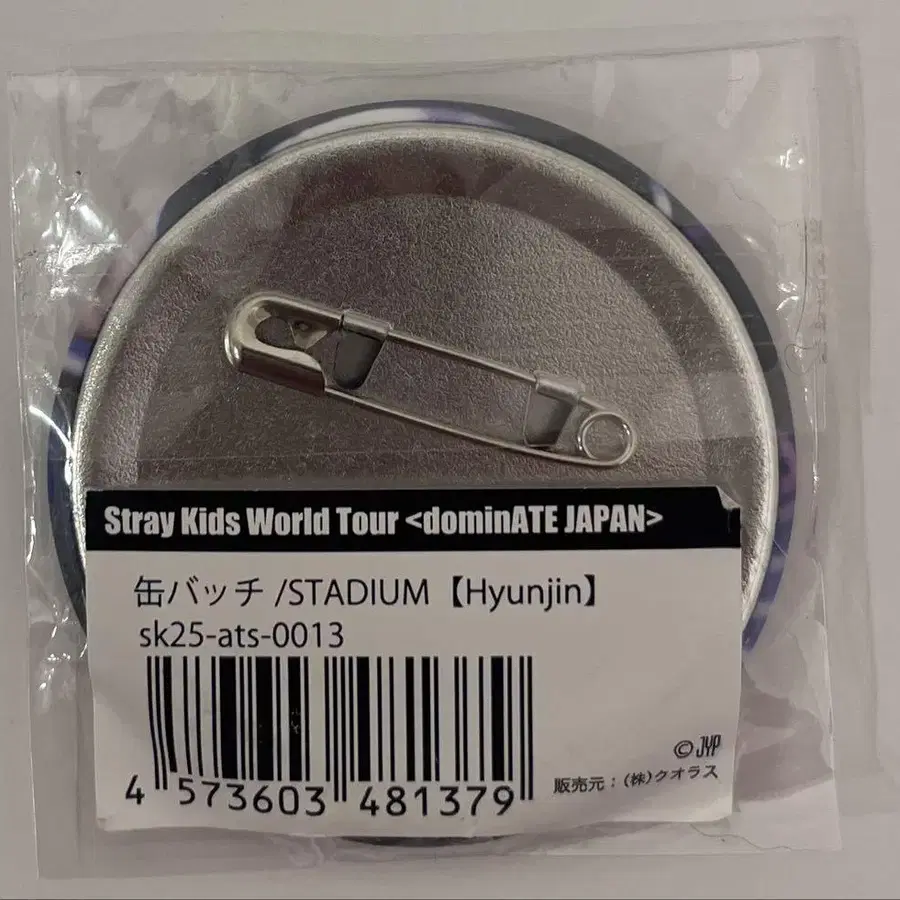 Stray Kids World Tour <dominATE JAPAN>
缶バッチ /STADIUM【Hyunjin】
sk25-ats-0013
4 573603 481379
©JYP
販売元：(株)クオラス